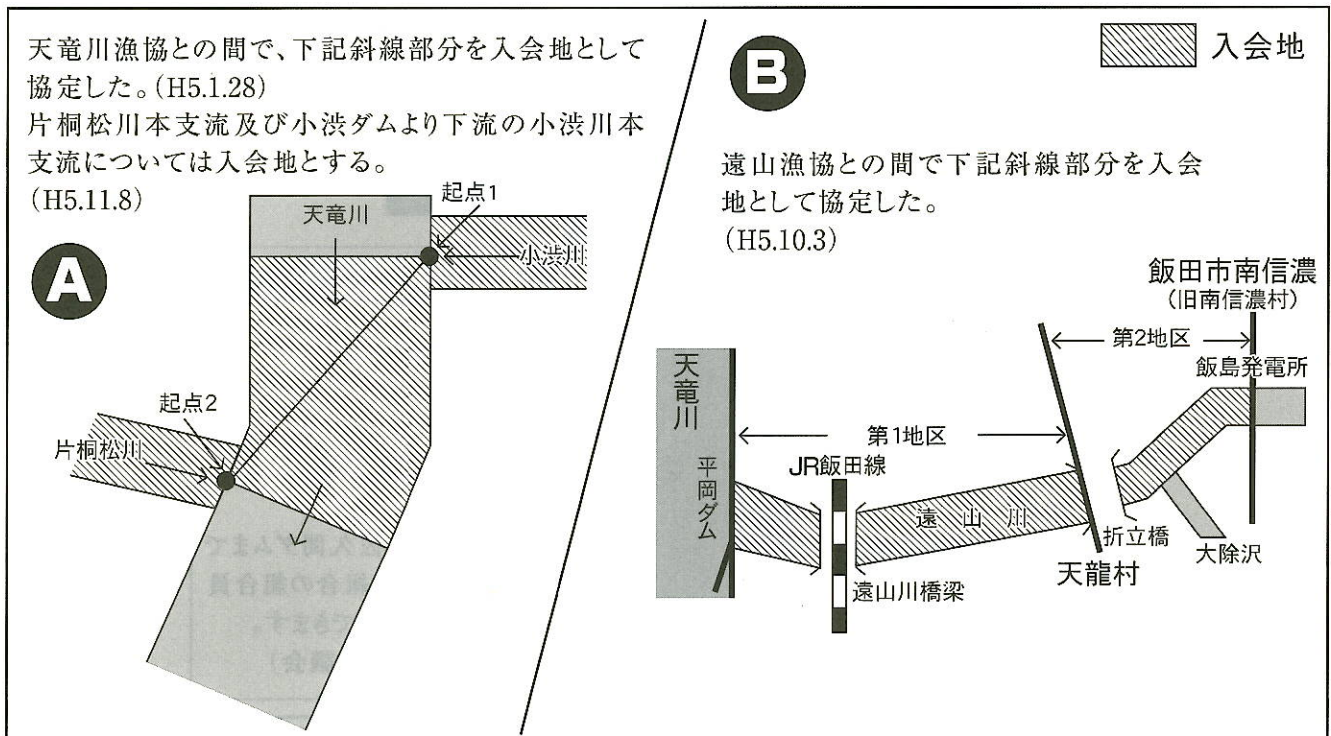 天竜川漁協との間で、下記斜線部分を入会地として
協定した。(H5.1.28)
片桐松川本支流及び小渋ダムより下流の小渋川本
支流については入会地とする。
(H5.11.8)
A
天竜川
起点1
小渋川
起点2
片桐松川
B
入会地
遠山漁協との間で下記斜線部分を入会
地として協定した。
(H5.10.3)
飯田市南信濃
(旧南信濃村)
第2地区
飯島発電所
天竜川
第1地区
平岡ダム
JR飯田線
遠山川
折立橋
大除沢
天龍村
遠山川橋梁